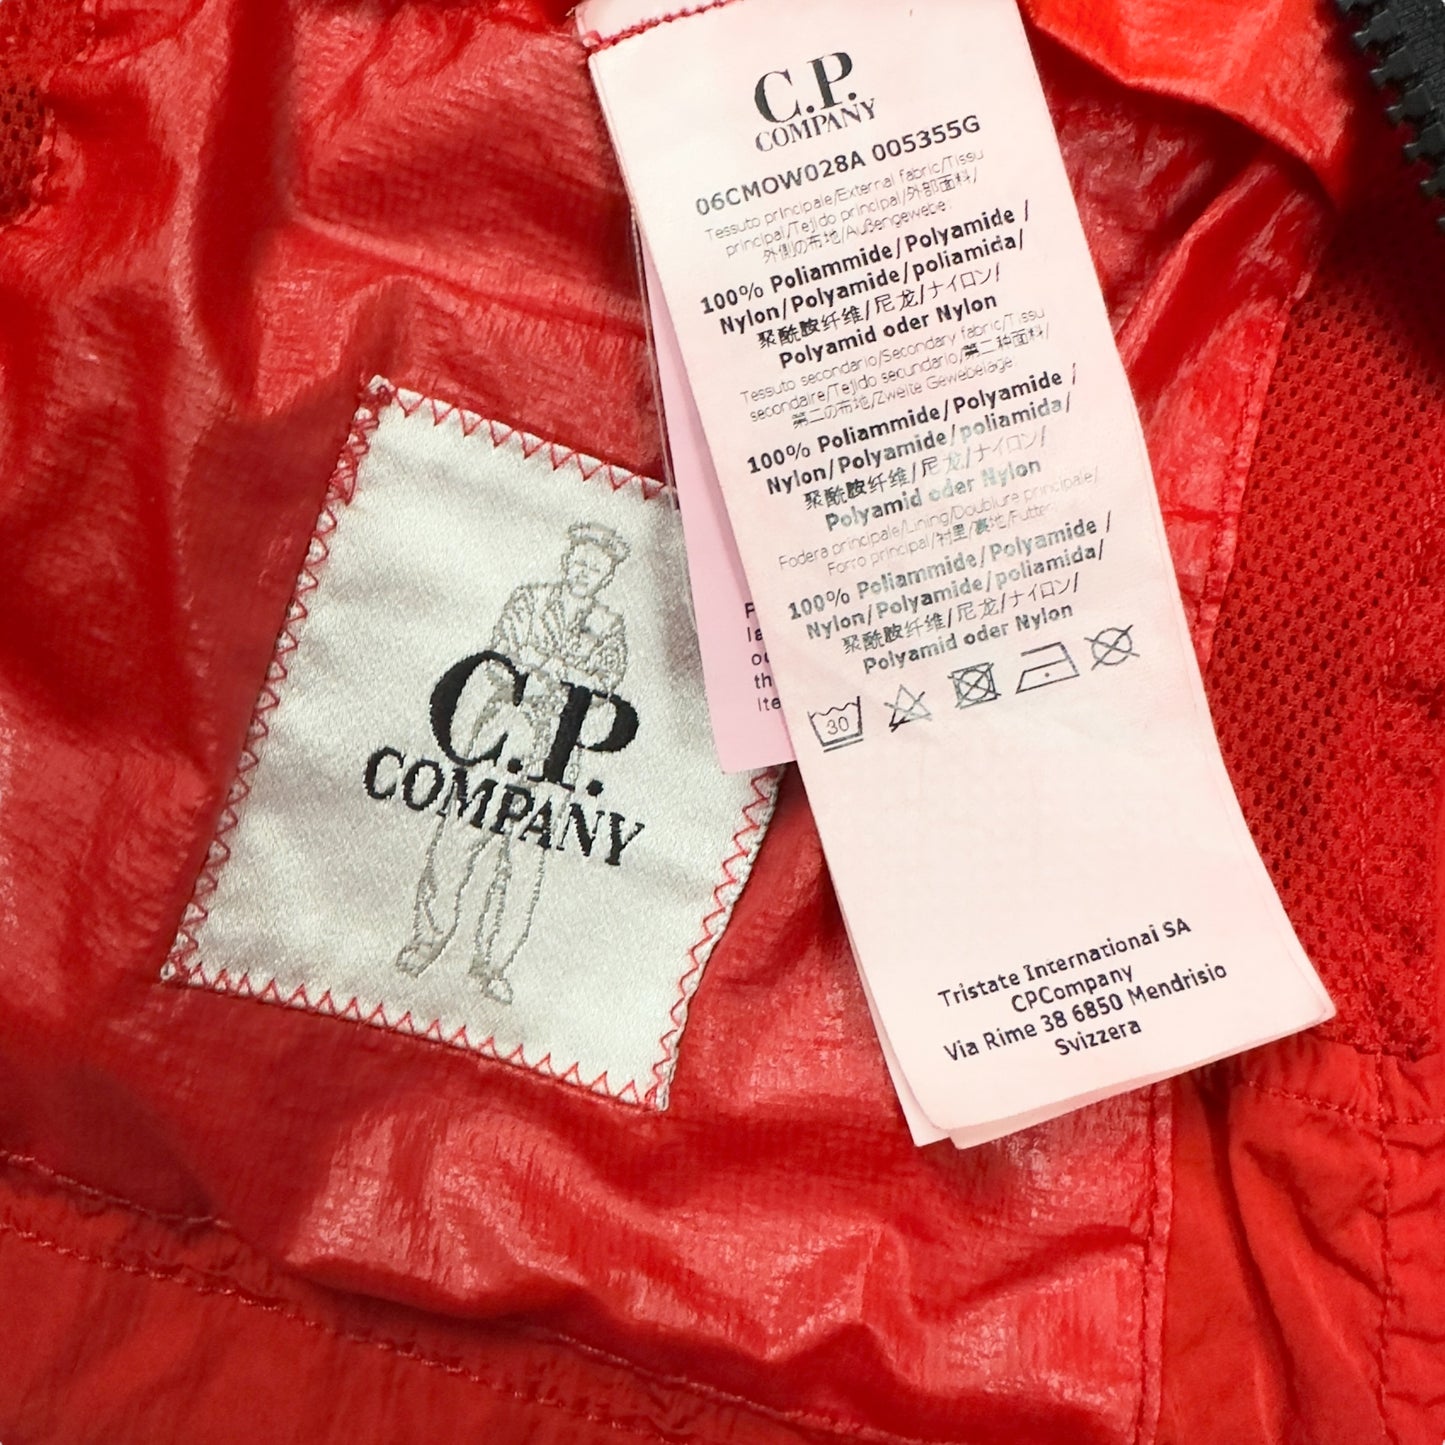 C.P.
COMPANY
06CMOW028A 005355G
Tessuto principale/External fabric/Tissu
principal/Tejido principal/外部面料/
外側の布地/Außengewebe:
100% Poliammide/Polyamide /
Nylon/Polyamide/poliamida/
聚酰胺纤维/尼龙/ナイロン/
Polyamid oder Nylon
Tessuto secondario/Secondary fabric/Tissu
secondaire/Tejido secundario/第二种面料/
第二の布地/Zweite Gewebelage:
100% Poliammide/Polyamide /
Nylon/Polyamide/poliamida/
聚酰胺纤维/尼龙/ナイロン/
Polyamid oder Nylon
Fodera principale/Lining/Doublure principale/
Forro principal/衬里/裏地/Futter:
100% Poliammide/Polyamide /
Nylon/Polyamide/poliamida/
聚酰胺纤维/尼龙/ナイロン/
Polyamid oder Nylon
30
Tristate International SA
CPCompany
Via Rime 38 6850 Mendrisio
Svizzera
C.P.
COMPANY